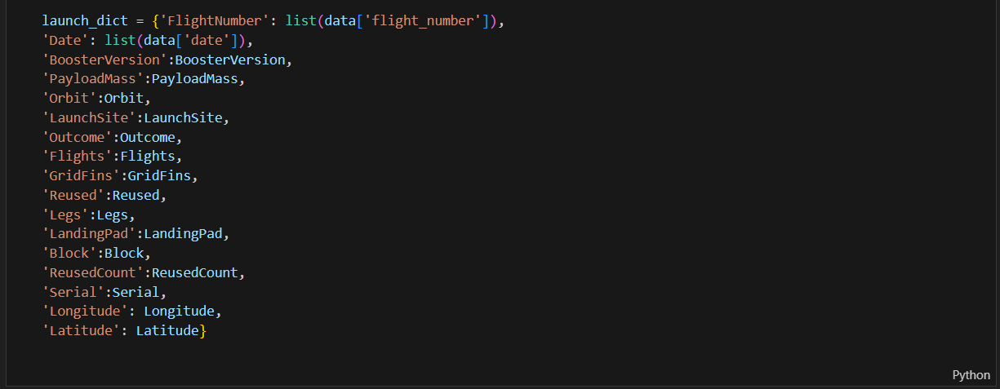 launch_dict = {'FlightNumber': list(data['flight_number']),
'Date': list(data['date']),
'BoosterVersion':BoosterVersion,
'PayloadMass':PayloadMass,
'Orbit':Orbit,
'LaunchSite':LaunchSite,
'Outcome':Outcome,
'Flights':Flights,
'GridFins':GridFins,
'Reused':Reused,
'Legs':Legs,
'LandingPad':LandingPad,
'Block':Block,
'ReusedCount':ReusedCount,
'Serial':Serial,
'Longitude': Longitude,
'Latitude': Latitude}
Python